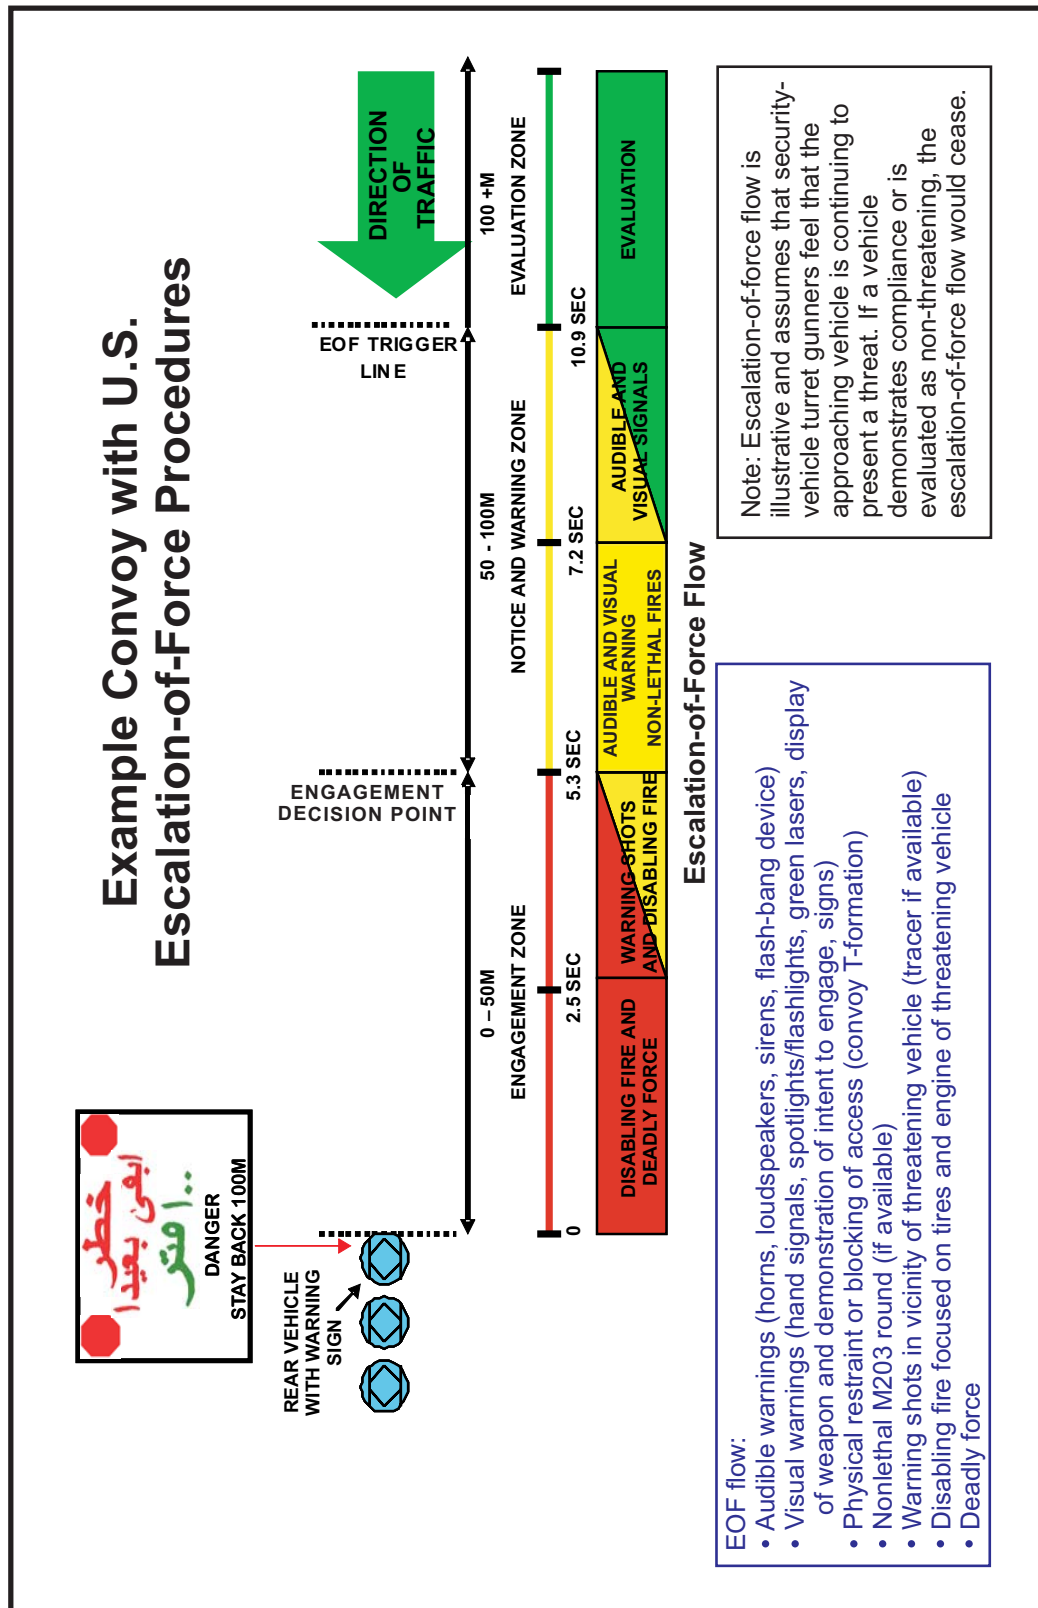 Example Convoy with U.S.
Escalation-of-Force Procedures
خطر
ابقى بعيدا
١٠٠ متر
DANGER
STAY BACK 100M
REAR VEHICLE
WITH WARNING
SIGN
ENGAGEMENT
DECISION POINT
EOF TRIGGER
LINE
DIRECTION
OF
TRAFFIC
0 – 50M
50 - 100M
100 +M
ENGAGEMENT ZONE
NOTICE AND WARNING ZONE
EVALUATION ZONE
0
2.5 SEC
5.3 SEC
7.2 SEC
10.9 SEC
DISABLING FIRE AND
DEADLY FORCE
WARNING SHOTS
AND DISABLING FIRE
AUDIBLE AND VISUAL
WARNING
NON-LETHAL FIRES
AUDIBLE AND
VISUAL SIGNALS
EVALUATION
Escalation-of-Force Flow
EOF flow:
• Audible warnings (horns, loudspeakers, sirens, flash-bang device)
• Visual warnings (hand signals, spotlights/flashlights, green lasers, display
of weapon and demonstration of intent to engage, signs)
• Physical restraint or blocking of access (convoy T-formation)
• Nonlethal M203 round (if available)
• Warning shots in vicinity of threatening vehicle (tracer if available)
• Disabling fire focused on tires and engine of threatening vehicle
• Deadly force
Note: Escalation-of-force flow is
illustrative and assumes that security-
vehicle turret gunners feel that the
approaching vehicle is continuing to
present a threat. If a vehicle
demonstrates compliance or is
evaluated as non-threatening, the
escalation-of-force flow would cease.